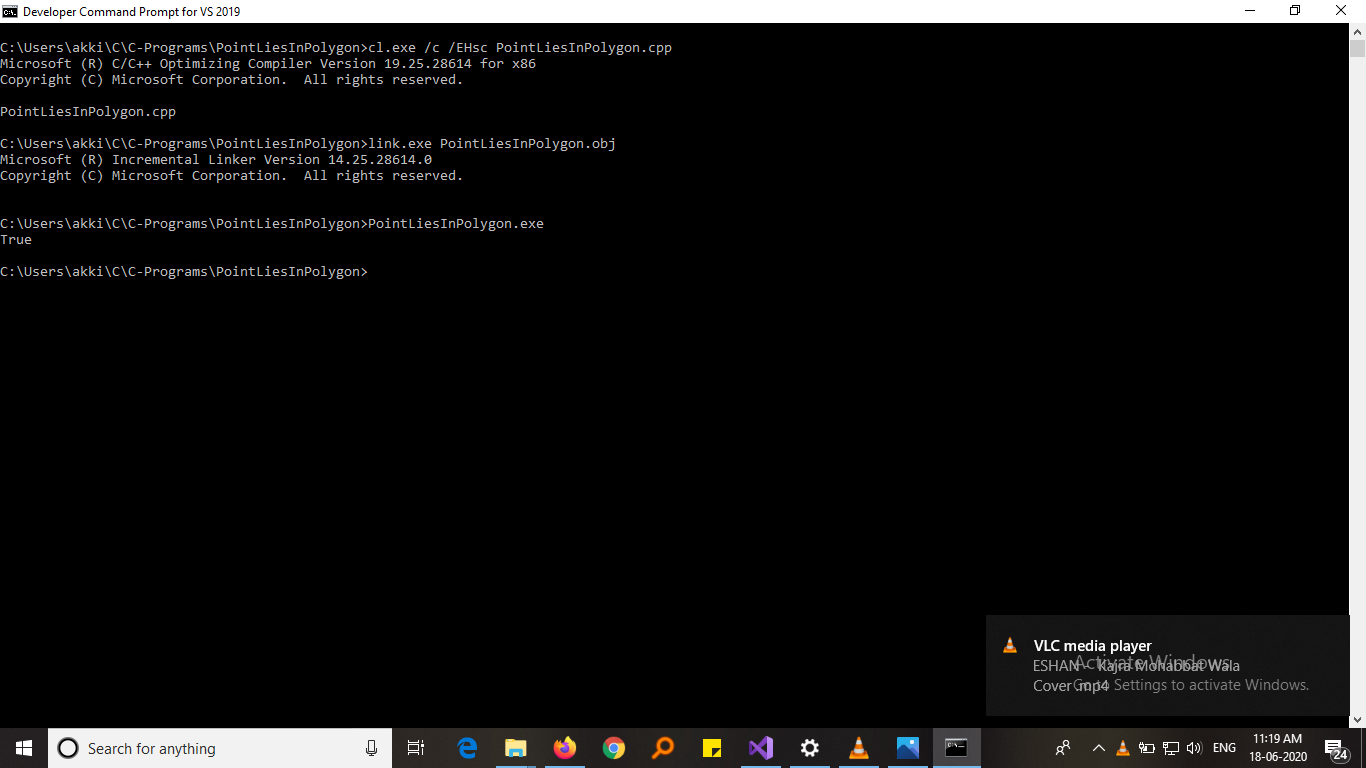 Developer Command Prompt for VS 2019
C:\Users\akki\C\C-Programs\PointLiesInPolygon>cl.exe /c /EHsc PointLiesInPolygon.cpp
Microsoft (R) C/C++ Optimizing Compiler Version 19.25.28614 for x86
Copyright (C) Microsoft Corporation.  All rights reserved.
PointLiesInPolygon.cpp
C:\Users\akki\C\C-Programs\PointLiesInPolygon>link.exe PointLiesInPolygon.obj
Microsoft (R) Incremental Linker Version 14.25.28614.0
Copyright (C) Microsoft Corporation.  All rights reserved.
C:\Users\akki\C\C-Programs\PointLiesInPolygon>PointLiesInPolygon.exe
True
C:\Users\akki\C\C-Programs\PointLiesInPolygon>
VLC media player
ESHAN - Kajra Mohabbat Wala
Cover .mp4
Activate Windows
Go to Settings to activate Windows.
Search for anything
ENG
11:19 AM
18-06-2020
24